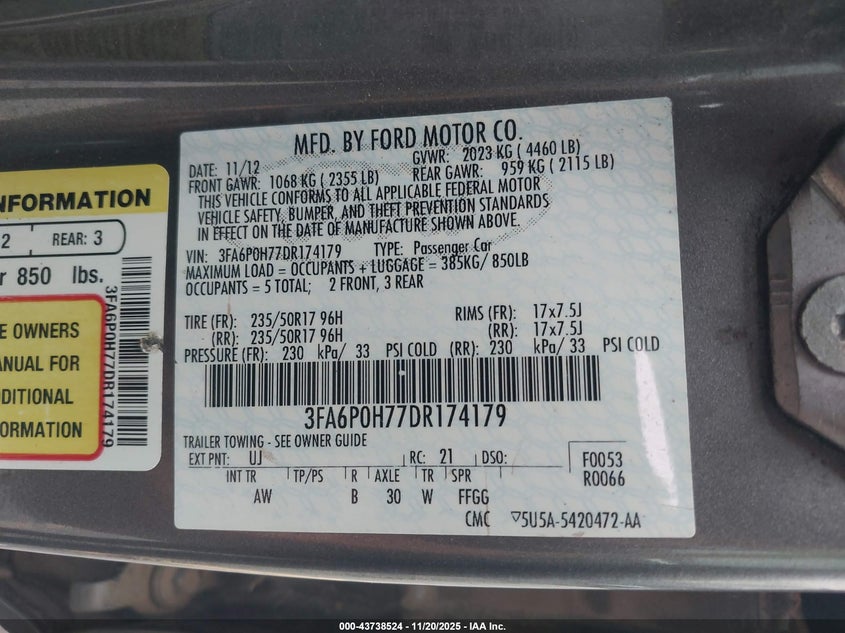 NFORMATION
2 REAR: 3
r 850 lbs.
E OWNERS
ANUAL FOR
DDITIONAL
FORMATION
3FA6P0H77DR174179
MFD. BY FORD MOTOR CO.
DATE: 11/12 GVWR: 2023 KG ( 4460 LB)
FRONT GAWR: 1068 KG ( 2355 LB) REAR GAWR: 959 KG ( 2115 LB)
THIS VEHICLE CONFORMS TO ALL APPLICABLE FEDERAL MOTOR
VEHICLE SAFETY, BUMPER, AND THEFT PREVENTION STANDARDS
IN EFFECT ON THE DATE OF MANUFACTURE SHOWN ABOVE.
VIN: 3FA6P0H77DR174179 TYPE: Passenger Car
MAXIMUM LOAD = OCCUPANTS + LUGGAGE = 385KG/ 850LB
OCCUPANTS = 5 TOTAL; 2 FRONT, 3 REAR
TIRE (FR): 235/50R17 96H RIMS (FR): 17x7.5J
(RR): 235/50R17 96H (RR): 17x7.5J
PRESSURE (FR): 230 kPa/ 33 PSI COLD (RR): 230 kPa/ 33 PSI COLD
3FA6P0H77DR174179
TRAILER TOWING - SEE OWNER GUIDE
EXT PNT: UJ RC: 21 DSO: F0053
INT TR TP/PS R AXLE TR SPR R0066
AW B 30 W FFGG
CMC ▽5U5A-5420472-AA
000-43738524 - 11/20/2025 - IAA Inc.